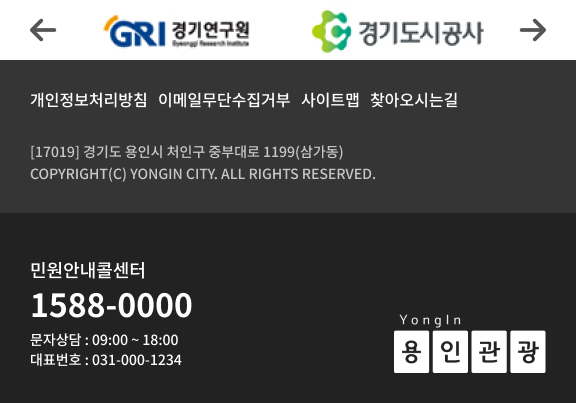 GRI 경기연구원
Gyeonggi Research Institute
경기도시공사
개인정보처리방침 이메일무단수집거부 사이트맵 찾아오시는길
[17019] 경기도 용인시 처인구 중부대로 1199(삼가동)
COPYRIGHT(C) YONGIN CITY. ALL RIGHTS RESERVED.
민원안내콜센터
1588-0000
문자상담 : 09:00 ~ 18:00
대표번호 : 031-000-1234
YongIn
용인관광